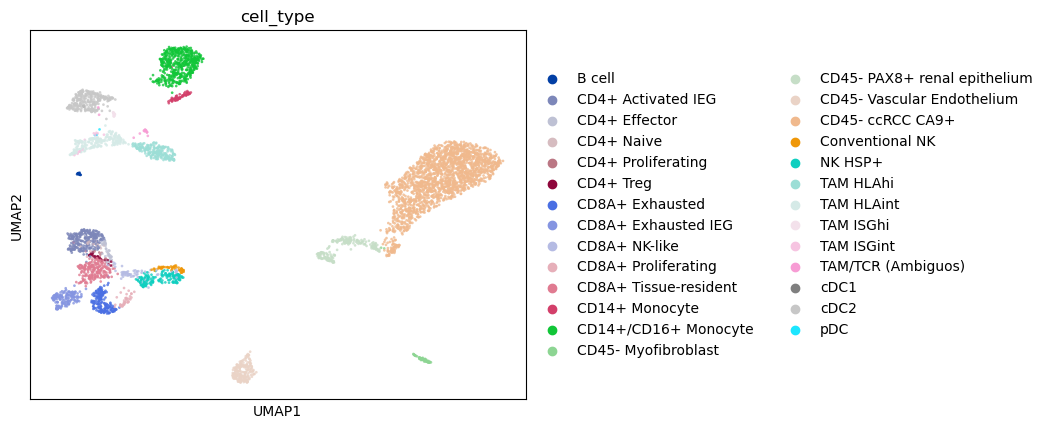 cell_type
UMAP2
UMAP1
B cell
CD4+ Activated IEG
CD4+ Effector
CD4+ Naive
CD4+ Proliferating
CD4+ Treg
CD8A+ Exhausted
CD8A+ Exhausted IEG
CD8A+ NK-like
CD8A+ Proliferating
CD8A+ Tissue-resident
CD14+ Monocyte
CD14+/CD16+ Monocyte
CD45- Myofibroblast
CD45- PAX8+ renal epithelium
CD45- Vascular Endothelium
CD45- ccRCC CA9+
Conventional NK
NK HSP+
TAM HLAhi
TAM HLAint
TAM ISGhi
TAM ISGint
TAM/TCR (Ambiguos)
cDC1
cDC2
pDC